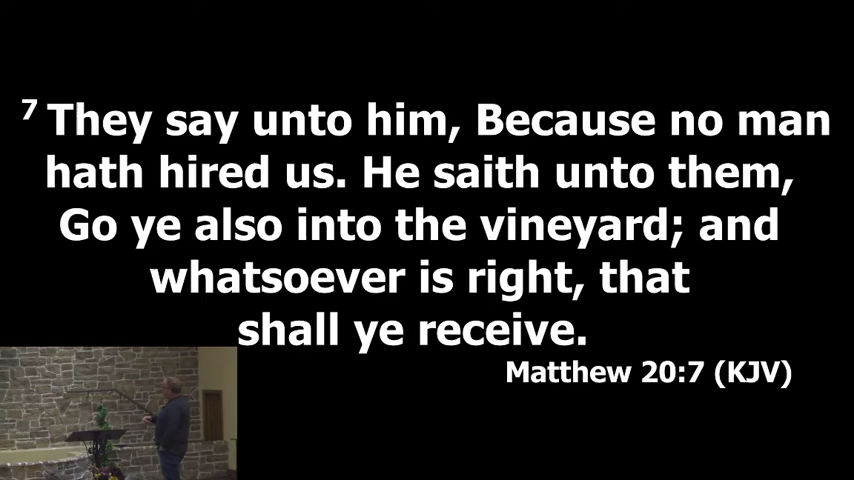 7 They say unto him, Because no man
hath hired us. He saith unto them,
Go ye also into the vineyard; and
whatsoever is right, that
shall ye receive.
Matthew 20:7 (KJV)